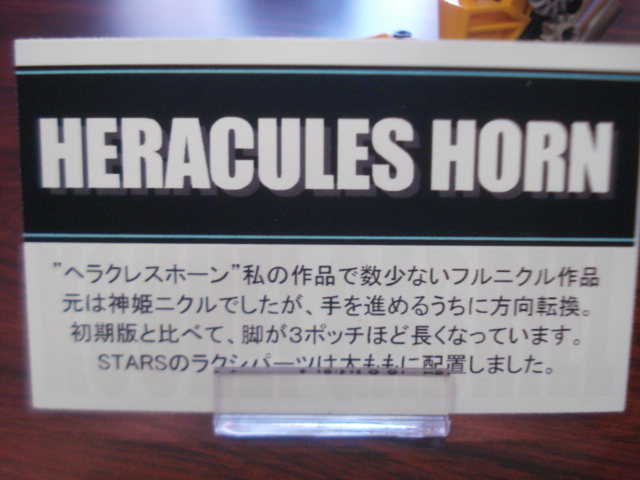 HERACULES HORN
”ヘラクレスホーン”私の作品で数少ないフルニクル作品
元は神姫ニクルでしたが、手を進めるうちに方向転換。
初期版と比べて、脚が3ポッチほど長くなっています。
STARSのラクシパーツは太ももに配置しました。